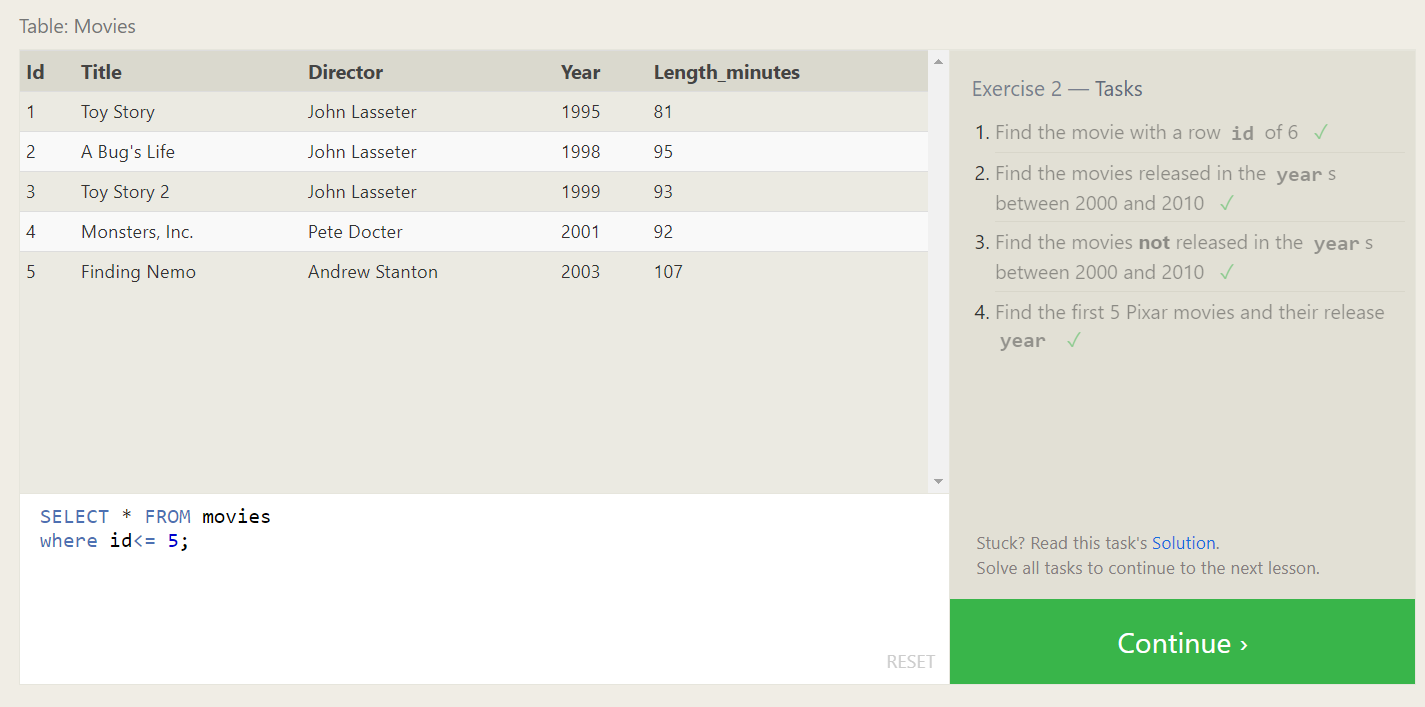 Table: Movies
Id Title Director Year Length_minutes
1 Toy Story John Lasseter 1995 81
2 A Bug's Life John Lasseter 1998 95
3 Toy Story 2 John Lasseter 1999 93
4 Monsters, Inc. Pete Docter 2001 92
5 Finding Nemo Andrew Stanton 2003 107
SELECT * FROM movies
where id<= 5;
RESET
Exercise 2 — Tasks
1. Find the movie with a row id of 6 ✓
2. Find the movies released in the year s
between 2000 and 2010 ✓
3. Find the movies not released in the year s
between 2000 and 2010 ✓
4. Find the first 5 Pixar movies and their release
year ✓
Stuck? Read this task's Solution.
Solve all tasks to continue to the next lesson.
Continue ›